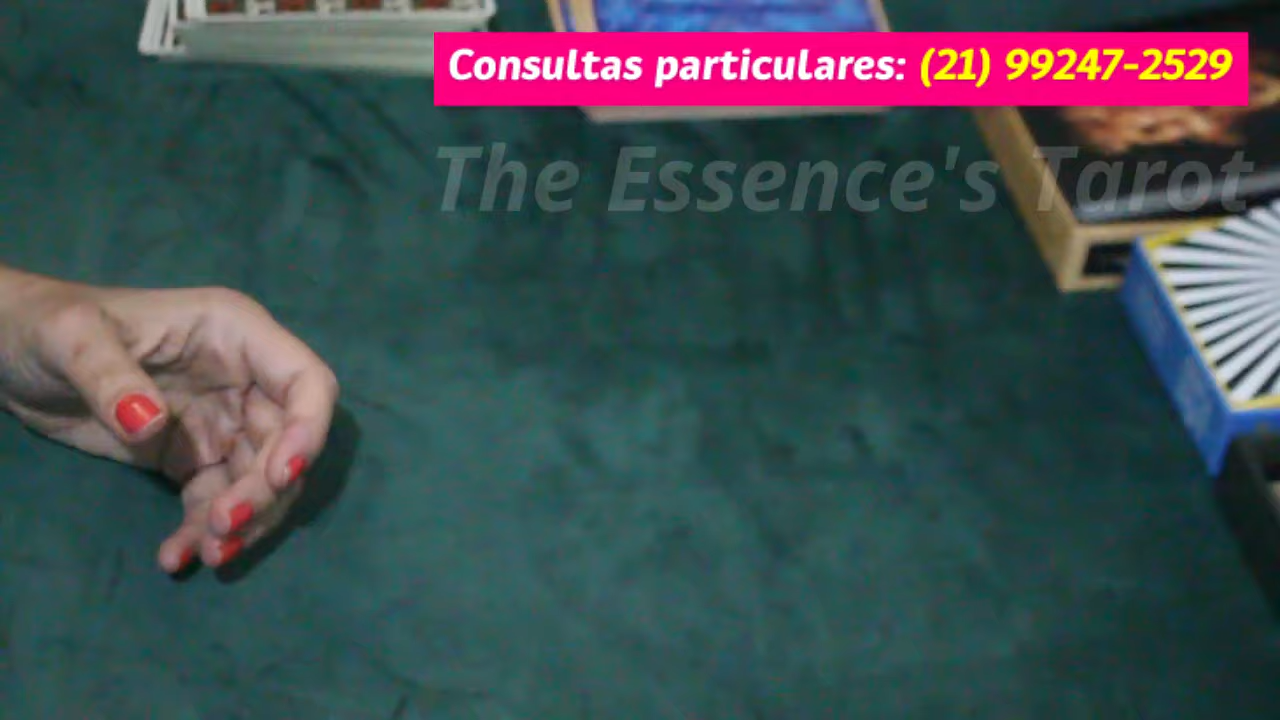 Consultas particulares: (21) 99247-2529
The Essence's Tarot